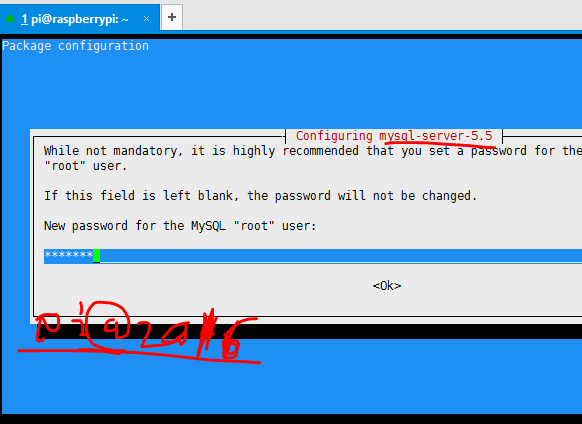 1 pi@raspberrypi: ~ × +
Package configuration
Configuring mysql-server-5.5
While not mandatory, it is highly recommended that you set a password for the
"root" user.
If this field is left blank, the password will not be changed.
New password for the MySQL "root" user:
*******
<Ok>